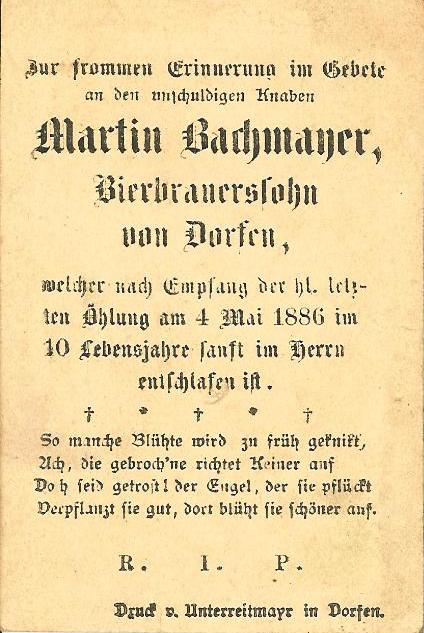 Zur frommen Erinnerung im Gebete
an den unschuldigen Knaben
Martin Bachmayer,
Bierbrauerssohn
von Dorfen,
welcher nach Empfang der hl. letz-
ten Öhlung am 4 Mai 1886 im
10 Lebensjahre sanft im Herrn
entschlafen ist.
† * † * †
So manche Blühte wird zu früh geknikt,
Ach, die gebroch'ne richtet Keiner auf
Do h seid getrost! der Engel, der sie pflückt
Verpflanzt sie gut, dort blüht sie schöner auf.
R. I. P.
Druck v. Unterreitmayr in Dorfen.